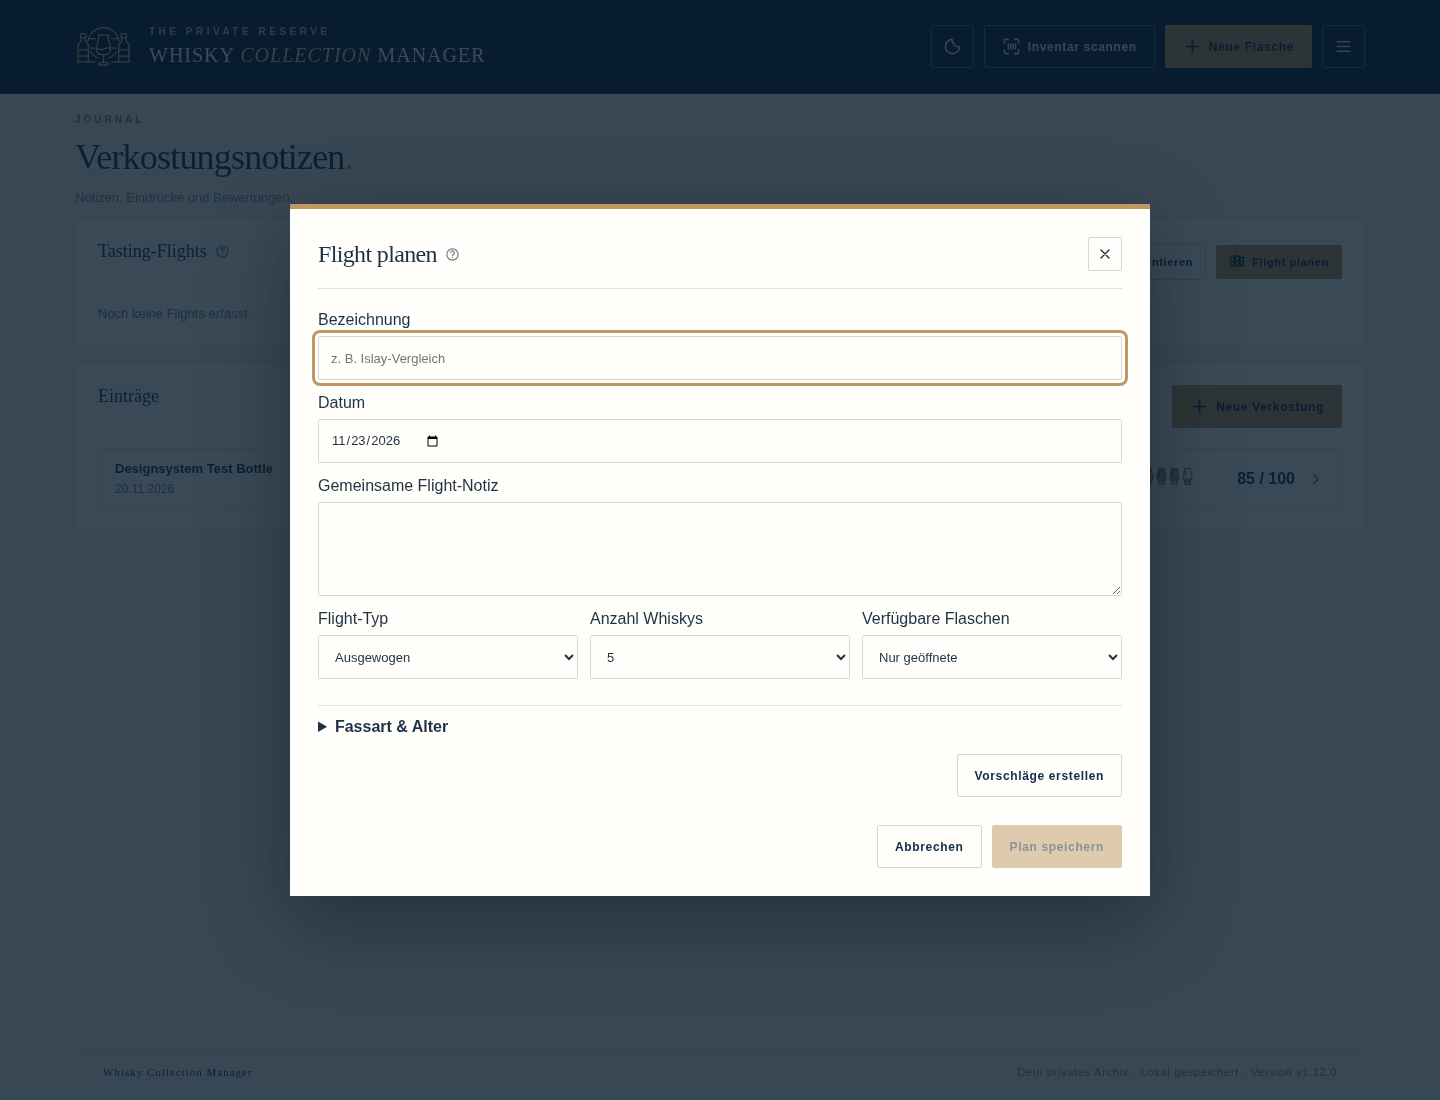 THE PRIVATE RESERVE
WHISKY COLLECTION MANAGER
Inventar scannen
Neue Flasche
JOURNAL
Verkostungsnotizen.
Notizen, Eindrücke und Bewertungen.
Tasting-Flights
ntieren
Flight planen
Noch keine Flights erfasst.
Einträge
Neue Verkostung
Designsystem Test Bottle
20.11.2026
85 / 100
Flight planen
Bezeichnung
z. B. Islay-Vergleich
Datum
11/23/2026
Gemeinsame Flight-Notiz
Flight-Typ
Anzahl Whiskys
Verfügbare Flaschen
Ausgewogen
5
Nur geöffnete
Fassart & Alter
Vorschläge erstellen
Abbrechen
Plan speichern
Whisky Collection Manager
Dein privates Archiv · Lokal gespeichert · Version v1.12.0